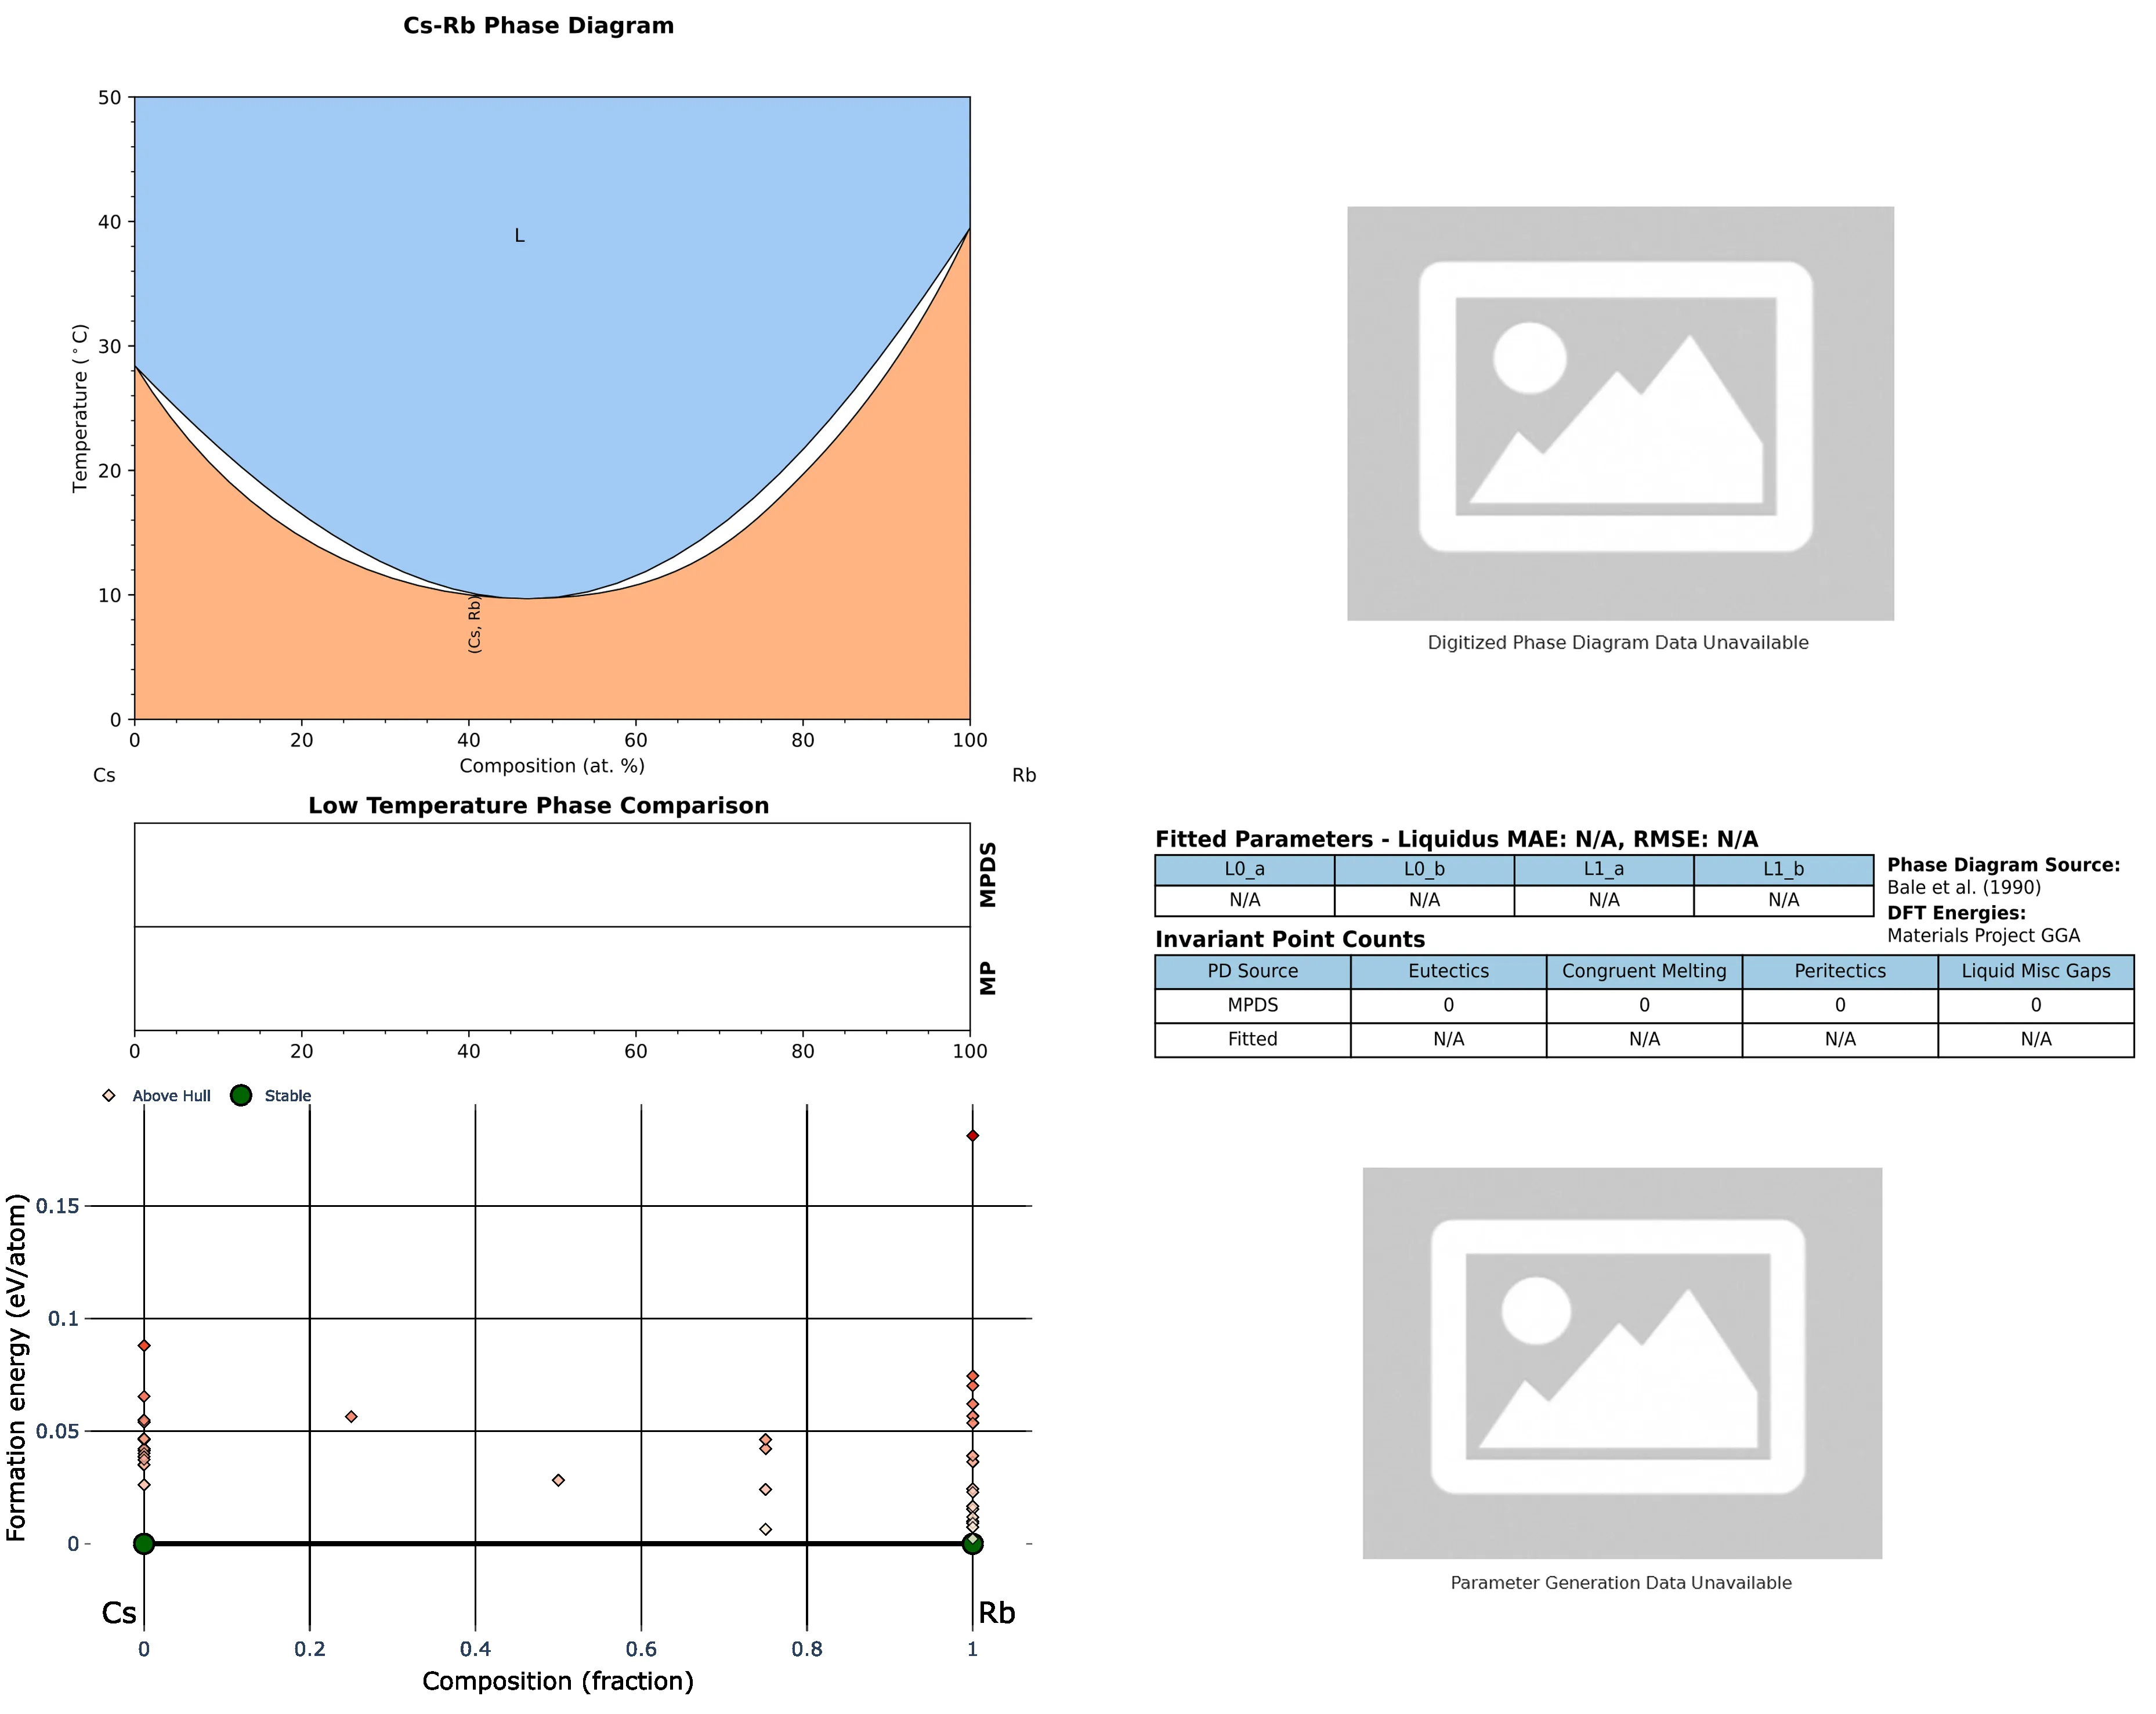 Cs-Rb Phase Diagram
50
40
30
20
10
0
Temperature (°C)
L
(Cs, Rb)
0 20 40 60 80 100
Composition (at. %)
Cs Rb
Digitized Phase Diagram Data Unavailable
Low Temperature Phase Comparison
MPDS
MP
0 20 40 60 80 100
Fitted Parameters - Liquidus MAE: N/A, RMSE: N/A
L0_a L0_b L1_a L1_b
N/A N/A N/A N/A
Phase Diagram Source:
Bale et al. (1990)
DFT Energies:
Materials Project GGA
Invariant Point Counts
PD Source Eutectics Congruent Melting Peritectics Liquid Misc Gaps
MPDS 0 0 0 0
Fitted N/A N/A N/A N/A
Above Hull Stable
0.15
0.1
0.05
0
Formation energy (eV/atom)
Cs Rb
0 0.2 0.4 0.6 0.8 1
Composition (fraction)
Parameter Generation Data Unavailable